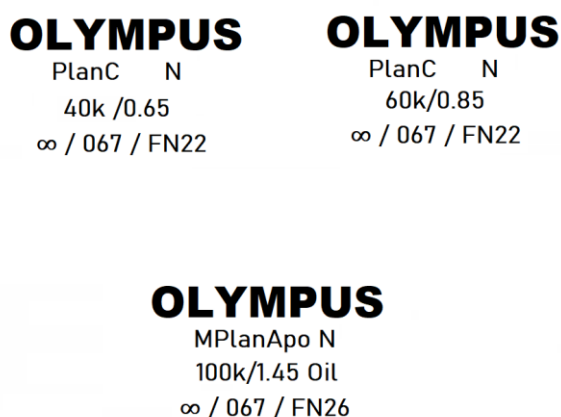 OLYMPUS
PlanC N
40k /0.65
∞ / 067 / FN22
OLYMPUS
PlanC N
60k/0.85
∞ / 067 / FN22
OLYMPUS
MPlanApo N
100k/1.45 Oil
∞ / 067 / FN26